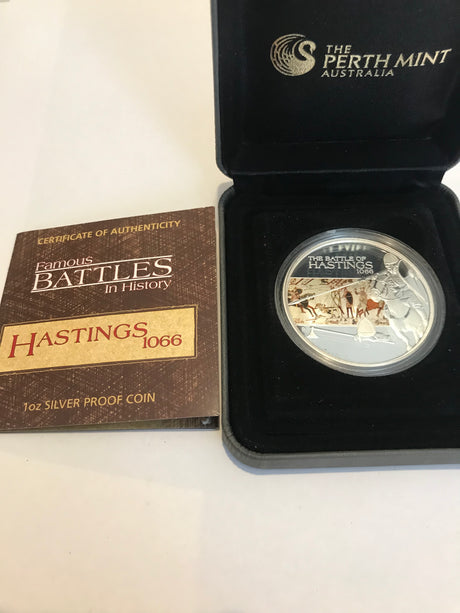 THE
PERTH MINT
AUSTRALIA
CERTIFICATE OF AUTHENTICITY
Famous
BATTLES
In History
HASTINGS
1066
1oz SILVER PROOF COIN
THE BATTLE OF
HASTINGS
1066